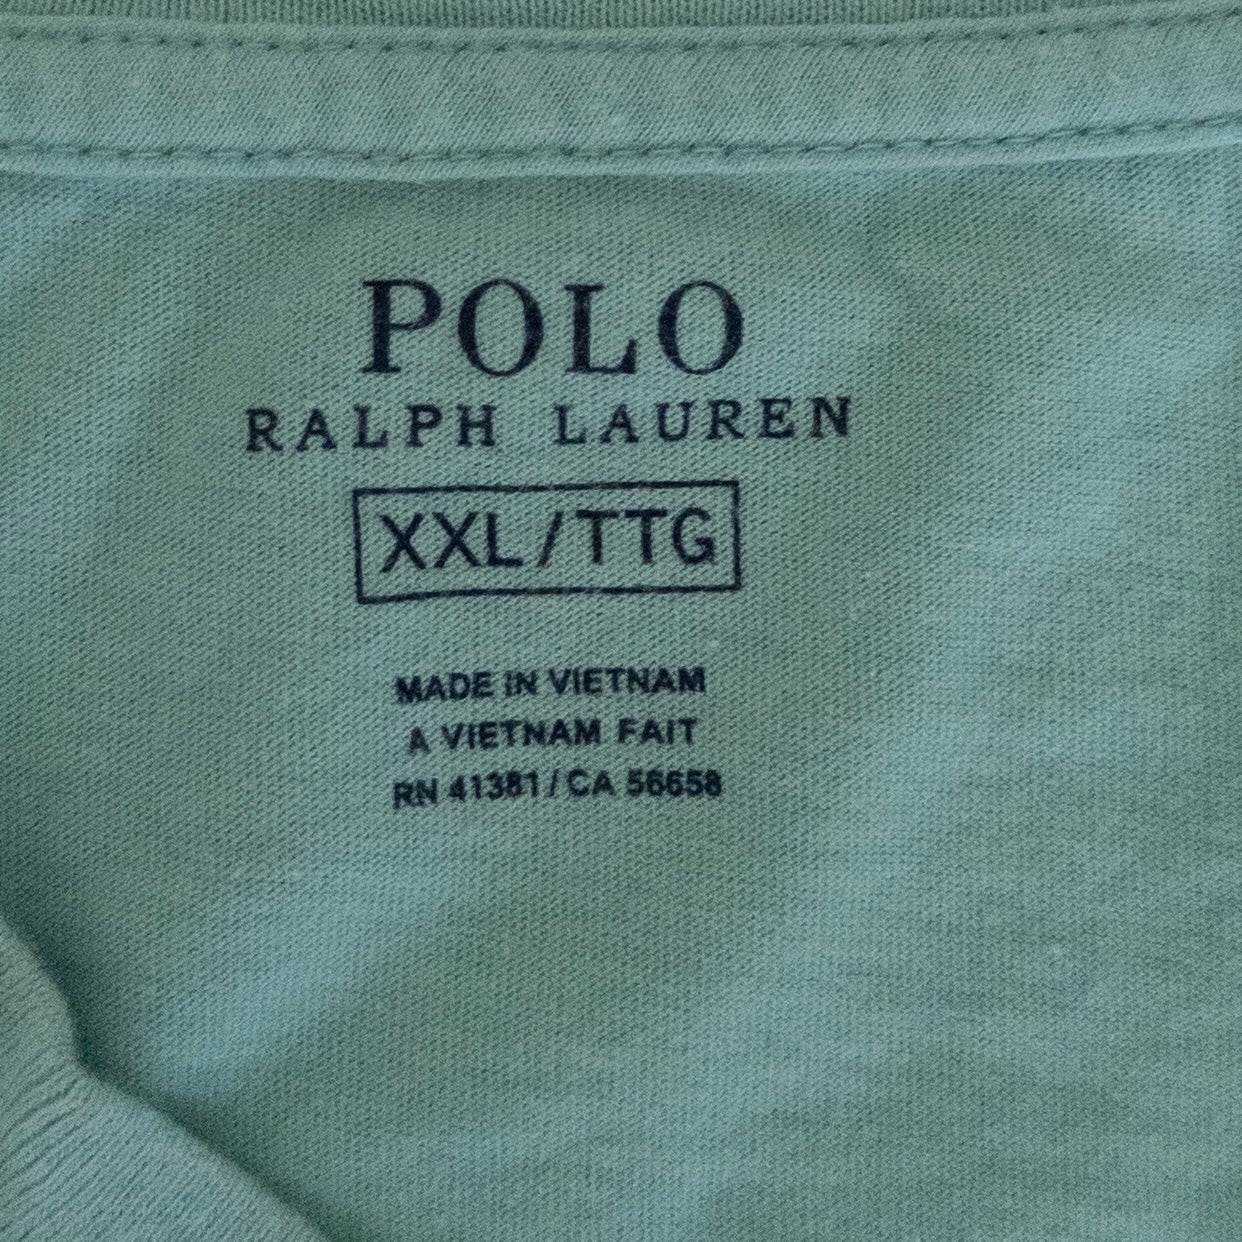 POLO
RALPH LAUREN
XXL/TTG
MADE IN VIETNAM
A VIETNAM FAIT
RN 41381 / CA 56658